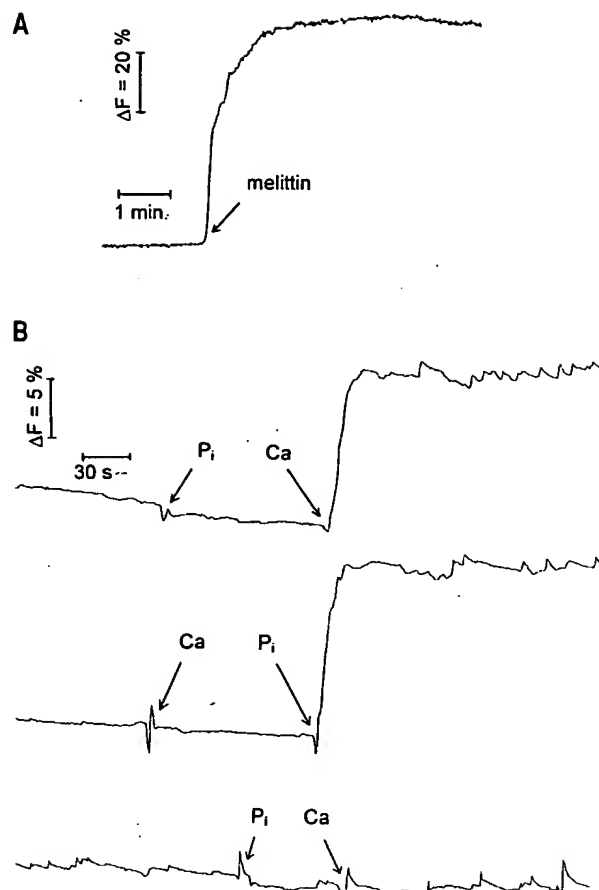 A
ΔF = 20 %
melittin
1 min.
B
ΔF = 5 %
Pi Ca
30 s
Ca Pi
Pi Ca